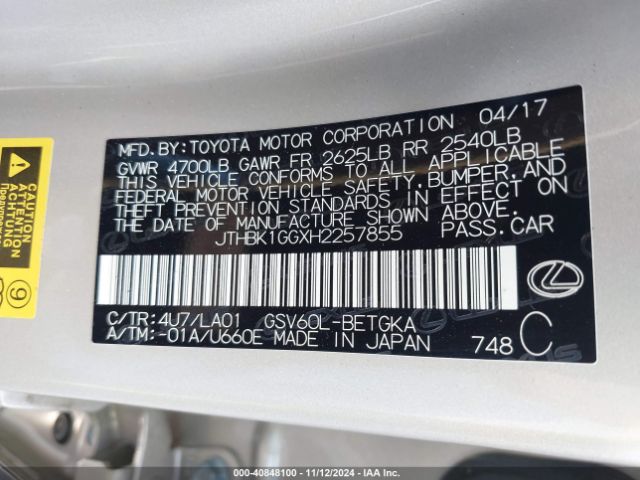 04/17
MFD. BY: TOYOTA MOTOR CORPORATION
GVWR 4700LB GAWR FR 2625LB RR 2540LB
THIS VEHICLE CONFORMS TO ALL APPLICABLE
FEDERAL MOTOR VEHICLE SAFETY, BUMPER, AND
THEFT PREVENTION STANDARDS IN EFFECT ON
THE DATE OF MANUFACTURE SHOWN ABOVE.
JTHBK1GGXH2257855 PASS. CAR
C/TR: 4U7/LA01 GSV60L-BETGKA
A/TM: -01A/U660E MADE IN JAPAN 748 C
9
000-40848100 - 11/12/2024 - IAAI.com